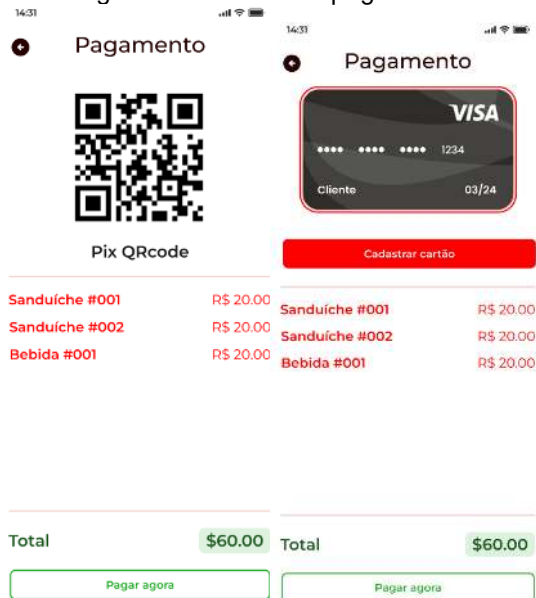 14:31
Pagamento
Pix QRcode
Sanduíche #001 R$ 20.00
Sanduíche #002 R$ 20.00
Bebida #001 R$ 20.00
Total $60.00
Pagar agora
14:31
Pagamento
VISA
•••• •••• •••• 1234
Cliente 03/24
Cadastrar cartão
Sanduíche #001 R$ 20.00
Sanduíche #002 R$ 20.00
Bebida #001 R$ 20.00
Total $60.00
Pagar agora